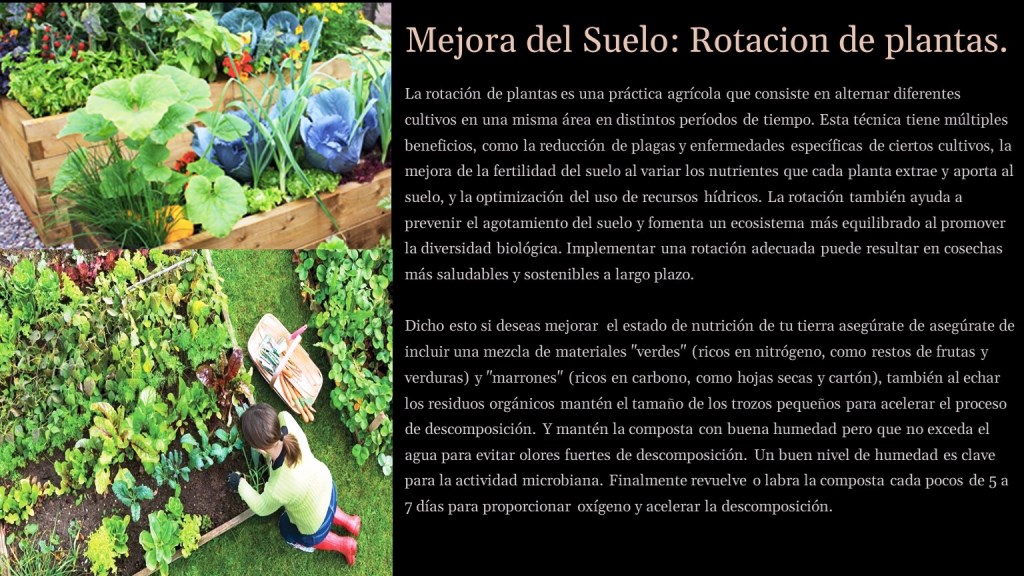 Mejora del Suelo: Rotacion de plantas.
La rotación de plantas es una práctica agrícola que consiste en alternar diferentes
cultivos en una misma área en distintos períodos de tiempo. Esta técnica tiene múltiples
beneficios, como la reducción de plagas y enfermedades específicas de ciertos cultivos, la
mejora de la fertilidad del suelo al variar los nutrientes que cada planta extrae y aporta al
suelo, y la optimización del uso de recursos hídricos. La rotación también ayuda a
prevenir el agotamiento del suelo y fomenta un ecosistema más equilibrado al promover
la diversidad biológica. Implementar una rotación adecuada puede resultar en cosechas
más saludables y sostenibles a largo plazo.
Dicho esto si deseas mejorar el estado de nutrición de tu tierra asegúrate de asegúrate de
incluir una mezcla de materiales "verdes" (ricos en nitrógeno, como restos de frutas y
verduras) y "marrones" (ricos en carbono, como hojas secas y cartón), también al echar
los residuos orgánicos mantén el tamaño de los trozos pequeños para acelerar el proceso
de descomposición. Y mantén la composta con buena humedad pero que no exceda el
agua para evitar olores fuertes de descomposición. Un buen nivel de humedad es clave
para la actividad microbiana. Finalmente revuelve o labra la composta cada pocos de 5 a
7 días para proporcionar oxígeno y acelerar la descomposición.